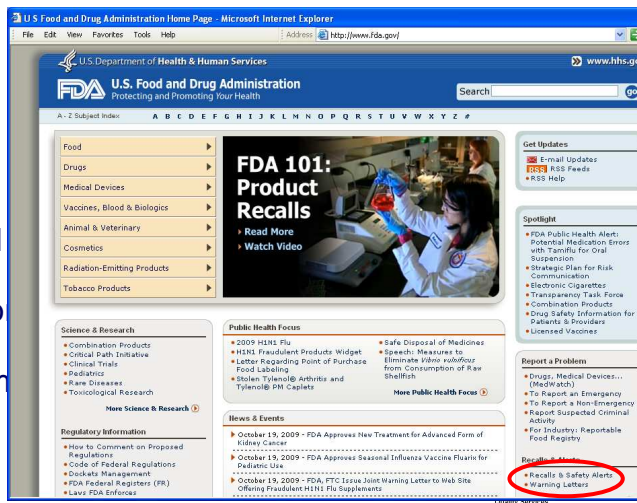 U S Food and Drug Administration Home Page - Microsoft Internet Explorer
File Edit View Favorites Tools Help
Address http://www.fda.gov/
U.S. Department of Health & Human Services
www.hhs.go
FDA U.S. Food and Drug Administration
Protecting and Promoting Your Health
Search
go
A - Z Subject Index A B C D E F G H I J K L M N O P Q R S T U V W X Y Z #
Food
Drugs
Medical Devices
Vaccines, Blood & Biologics
Animal & Veterinary
Cosmetics
Radiation-Emitting Products
Tobacco Products
FDA 101:
Product
Recalls
Read More
Watch Video
Get Updates
E-mail Updates
RSS RSS Feeds
RSS Help
Spotlight
FDA Public Health Alert:
Potential Medication Errors
with Tamiflu for Oral
Suspension
Strategic Plan for Risk
Communication
Electronic Cigarettes
Transparency Task Force
Combination Products
Drug Safety Information for
Patients & Providers
Licensed Vaccines
Science & Research
Combination Products
Critical Path Initiative
Clinical Trials
Pediatrics
Rare Diseases
Toxicological Research
More Science & Research
Public Health Focus
2009 H1N1 Flu
H1N1 Fraudulent Products Widget
Letter Regarding Point of Purchase
Food Labeling
Stolen Tylenol® Arthritis and
Tylenol® PM Caplets
Safe Disposal of Medicines
Speech: Measures to
Eliminate Vibrio vulnificus
from Consumption of Raw
Shellfish
More Public Health Focus
Report a Problem
Drugs, Medical Devices...
(MedWatch)
To Report an Emergency
To Report a Non-Emergency
Report Suspected Criminal
Activity
For Industry: Reportable
Food Registry
Regulatory Information
How to Comment on Proposed
Regulations
Code of Federal Regulations
Dockets Management
FDA Federal Registers (FR)
Laws FDA Enforces
News & Events
October 19, 2009 - FDA Approves New Treatment for Advanced Form of
Kidney Cancer
October 19, 2009 - FDA Approves Seasonal Influenza Vaccine Fluarix for
Pediatric Use
October 19, 2009 - FDA, FTC Issue Joint Warning Letter to Web Site
Offering Fraudulent H1N1 Flu Supplements
Recalls & Alerts
Recalls & Safety Alerts
Warning Letters